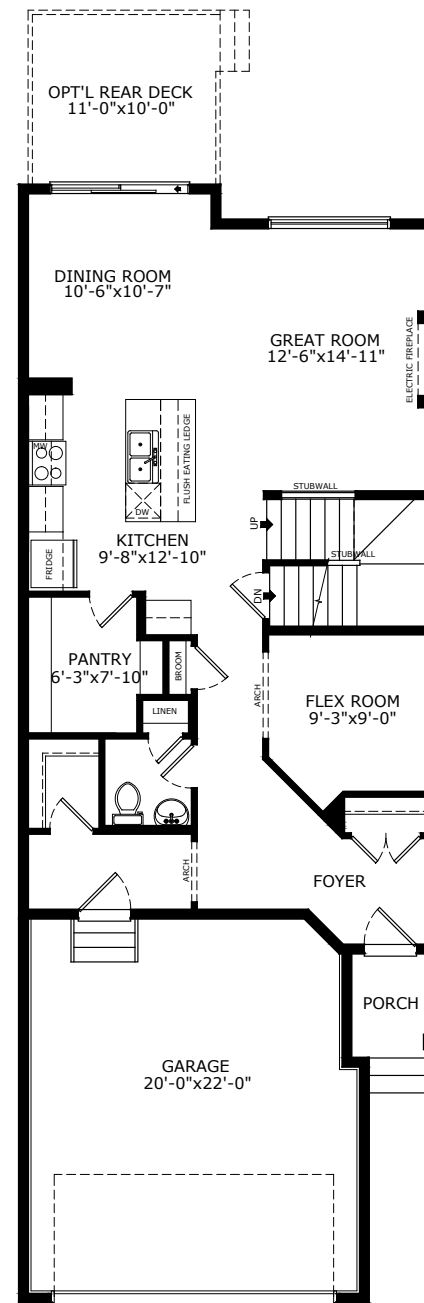 OPT'L REAR DECK
11'-0"x10'-0"
DINING ROOM
10'-6"x10'-7"
GREAT ROOM
12'-6"x14'-11"
ELECTRIC FIREPLACE
MW
FLUSH EATING LEDGE
DW
STUBWALL
UP
STUBWALL
KITCHEN
9'-8"x12'-10"
FRIDGE
DN
PANTRY
6'-3"x7'-10"
BROOM
LINEN
ARCH
FLEX ROOM
9'-3"x9'-0"
ARCH
FOYER
PORCH
GARAGE
20'-0"x22'-0"